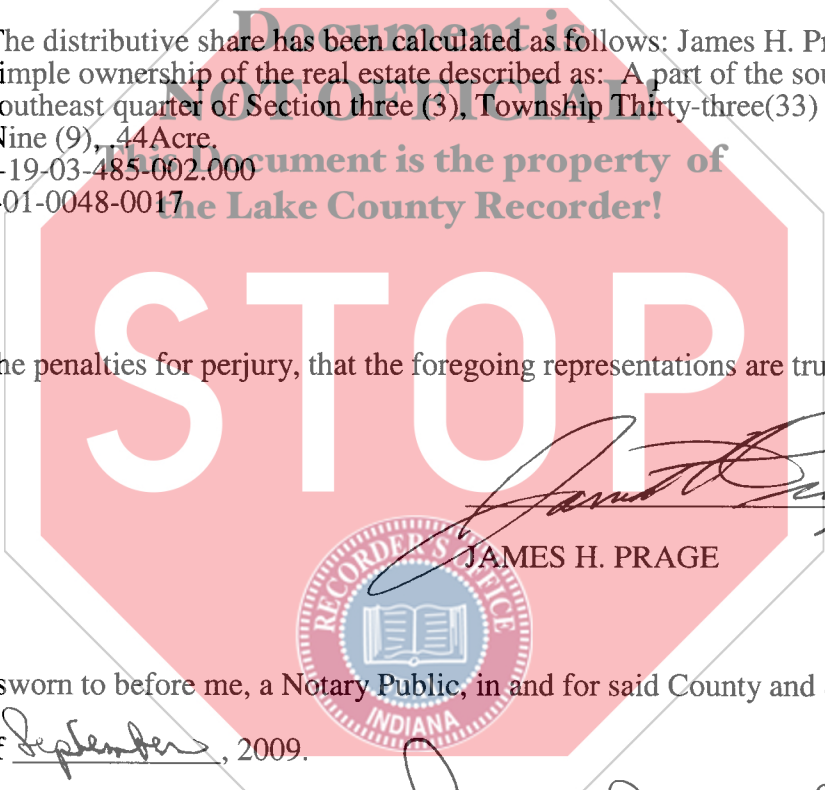 Document is
The distributive share has been calculated as follows: James H. Pr
imple ownership of the real estate described as: A part of the sou
outheast quarter of Section three (3), Township Thirty-three(33)
NOT OFFICIAL!
Nine (9), .44Acre.
-19-03-485-002.000
This Document is the property of
-01-0048-0017
the Lake County Recorder!
STOP
he penalties for perjury, that the foregoing representations are tru
JAMES H. PRAGE
RECORDER'S OFFICE
INDIANA
sworn to before me, a Notary Public, in and for said County and
f September, 2009.